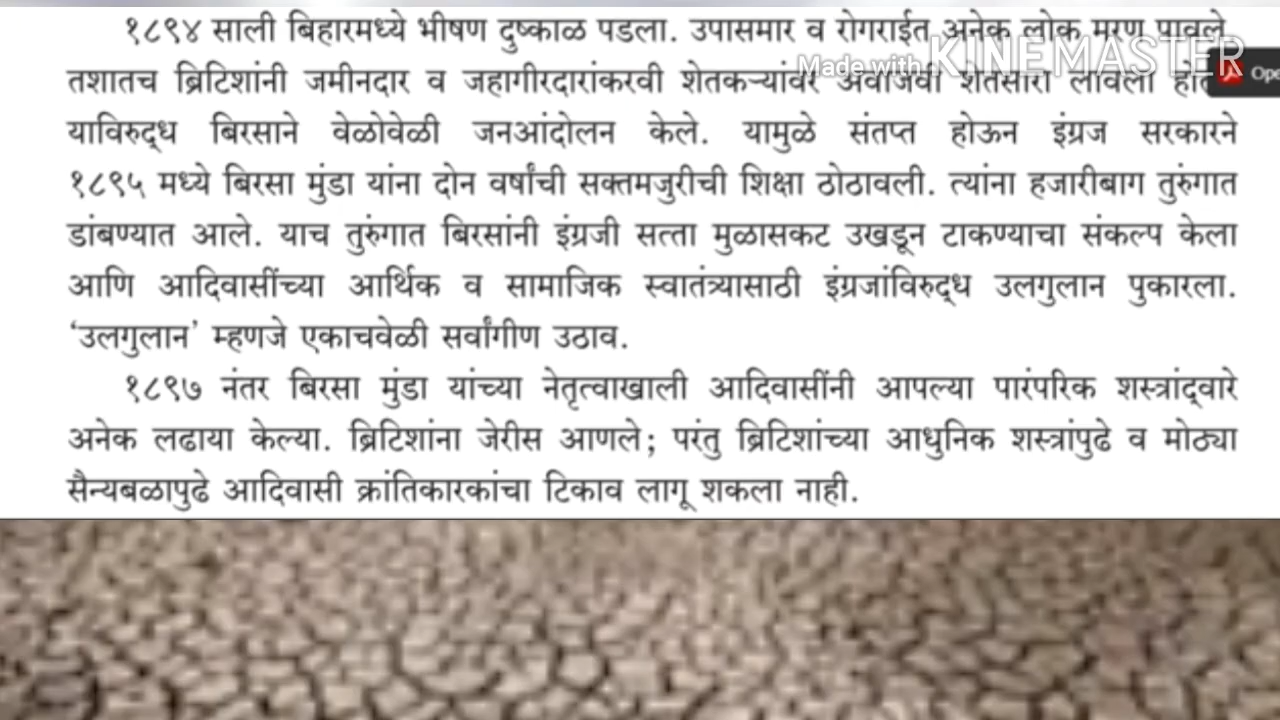 १८९४ साली बिहारमध्ये भीषण दुष्काळ पडला. उपासमार व रोगराईत अनेक लोक मरण पावले.
Made with KINEMASTER
तशातच ब्रिटिशांनी जमीनदार व जहागीरदारांकरवी शेतकऱ्यांवर अवाजवी शेतसारा लावला
Ope
याविरुद्ध बिरसाने वेळोवेळी जनआंदोलन केले. यामुळे संतप्त होऊन इंग्रज सरकारने
१८९५ मध्ये बिरसा मुंडा यांना दोन वर्षांची सक्तमजुरीची शिक्षा ठोठावली. त्यांना हजारीबाग तुरुंगात
डांबण्यात आले. याच तुरुंगात बिरसांनी इंग्रजी सत्ता मुळासकट उखडून टाकण्याचा संकल्प केला
आणि आदिवासींच्या आर्थिक व सामाजिक स्वातंत्र्यासाठी इंग्रजांविरुद्ध उलगुलान पुकारला.
‘उलगुलान’ म्हणजे एकाचवेळी सर्वांगीण उठाव.
१८९७ नंतर बिरसा मुंडा यांच्या नेतृत्वाखाली आदिवासींनी आपल्या पारंपरिक शस्त्रांद्वारे
अनेक लढाया केल्या. ब्रिटिशांना जेरीस आणले; परंतु ब्रिटिशांच्या आधुनिक शस्त्रांपुढे व मोठ्या
सैन्यबळापुढे आदिवासी क्रांतिकारकांचा टिकाव लागू शकला नाही.